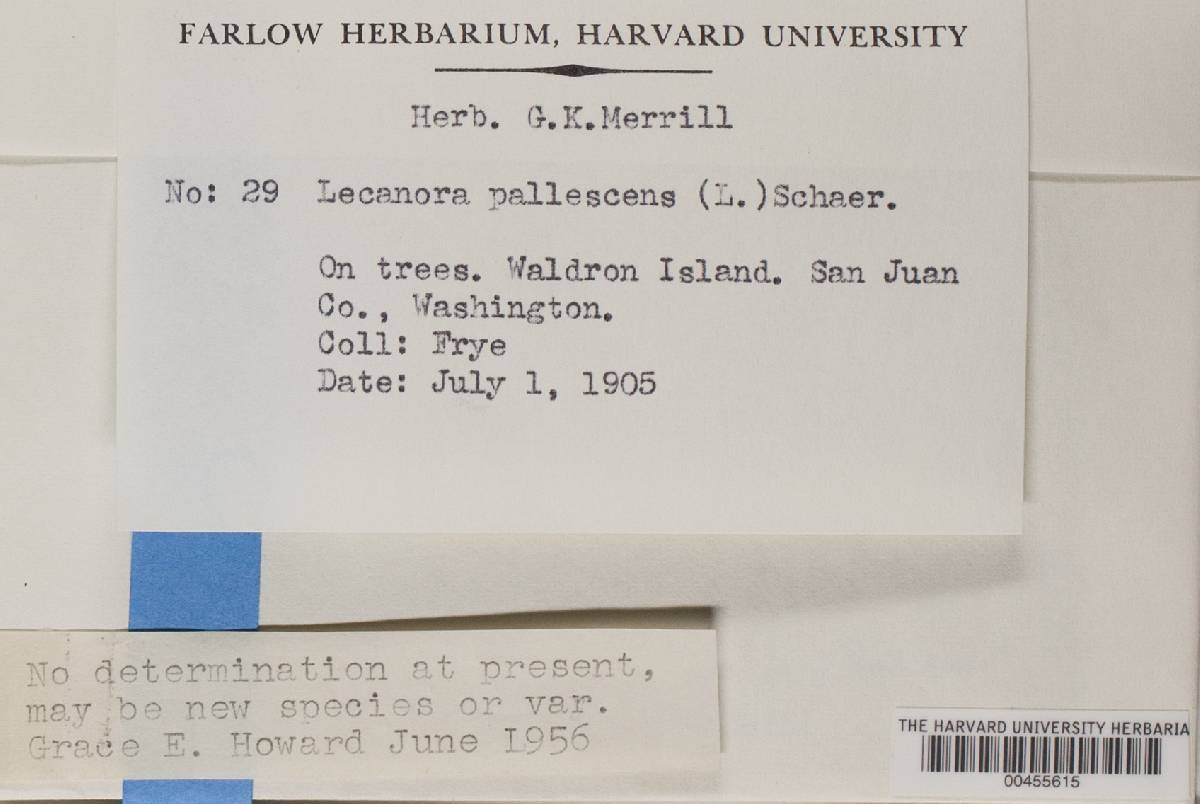 FARLOW HERBARIUM, HARVARD UNIVERSITY
Herb. G.K.Merrill
No: 29 Lecanora pallescens (L.)Schaer.
On trees. Waldron Island. San Juan
Co., Washington.
Coll: Frye
Date: July 1, 1905
No determination at present,
may be new species or var.
Grace E. Howard June 1956
THE HARVARD UNIVERSITY HERBARIA
00455615